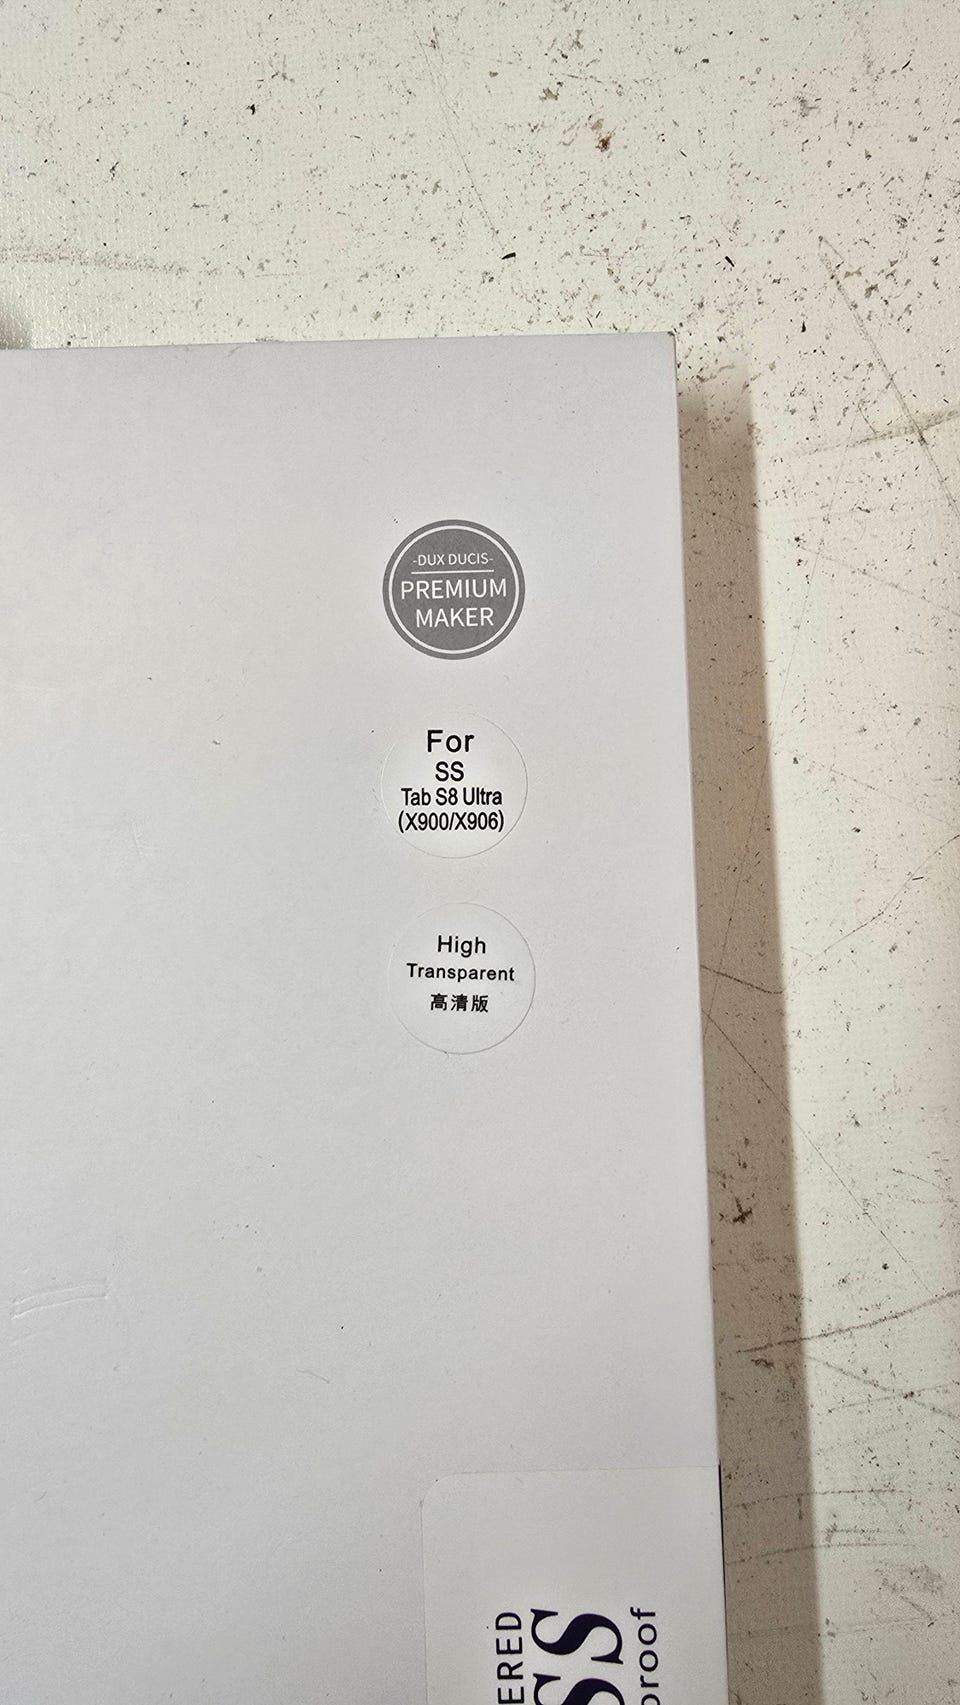 -DUX DUCIS-
PREMIUM
MAKER
For
SS
Tab S8 Ultra
(X900/X906)
High
Transparent
高清版